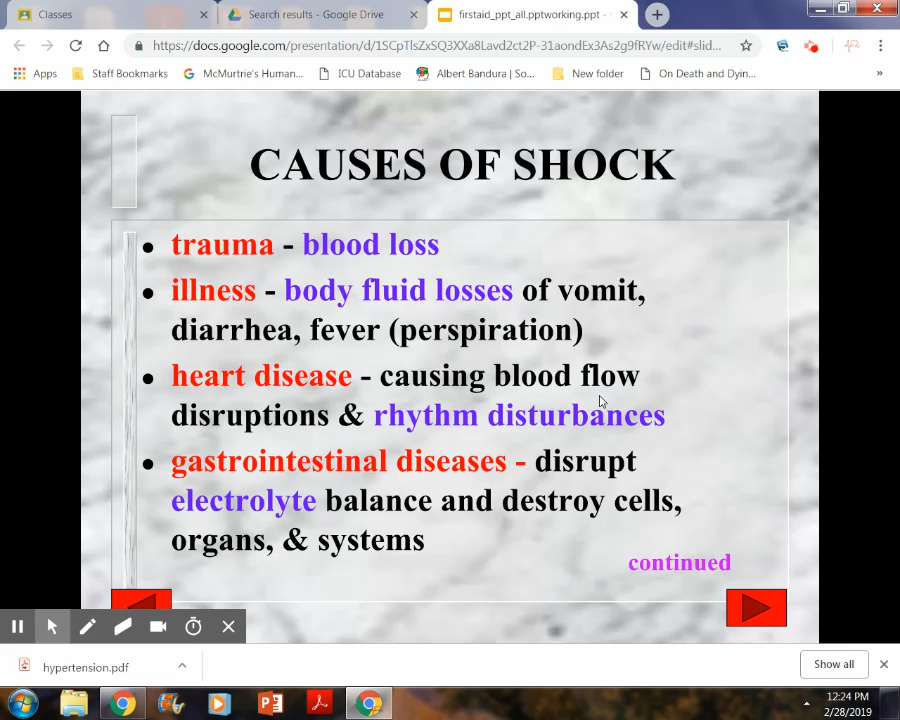 Classes
Search results - Google Drive
firstaid_ppt_all.pptworking.ppt -
https://docs.google.com/presentation/d/1SCpTlsZxSQ3XXa8Lavd2ct2P-31aondEx3As2g9fRYw/edit#slid...
Apps
Staff Bookmarks
McMurtrie's Human...
ICU Database
Albert Bandura | So...
New folder
On Death and Dyin...
»
CAUSES OF SHOCK
• trauma - blood loss
• illness - body fluid losses of vomit,
diarrhea, fever (perspiration)
• heart disease - causing blood flow
disruptions & rhythm disturbances
• gastrointestinal diseases - disrupt
electrolyte balance and destroy cells,
organs, & systems
continued
hypertension.pdf
Show all
12:24 PM
2/28/2019